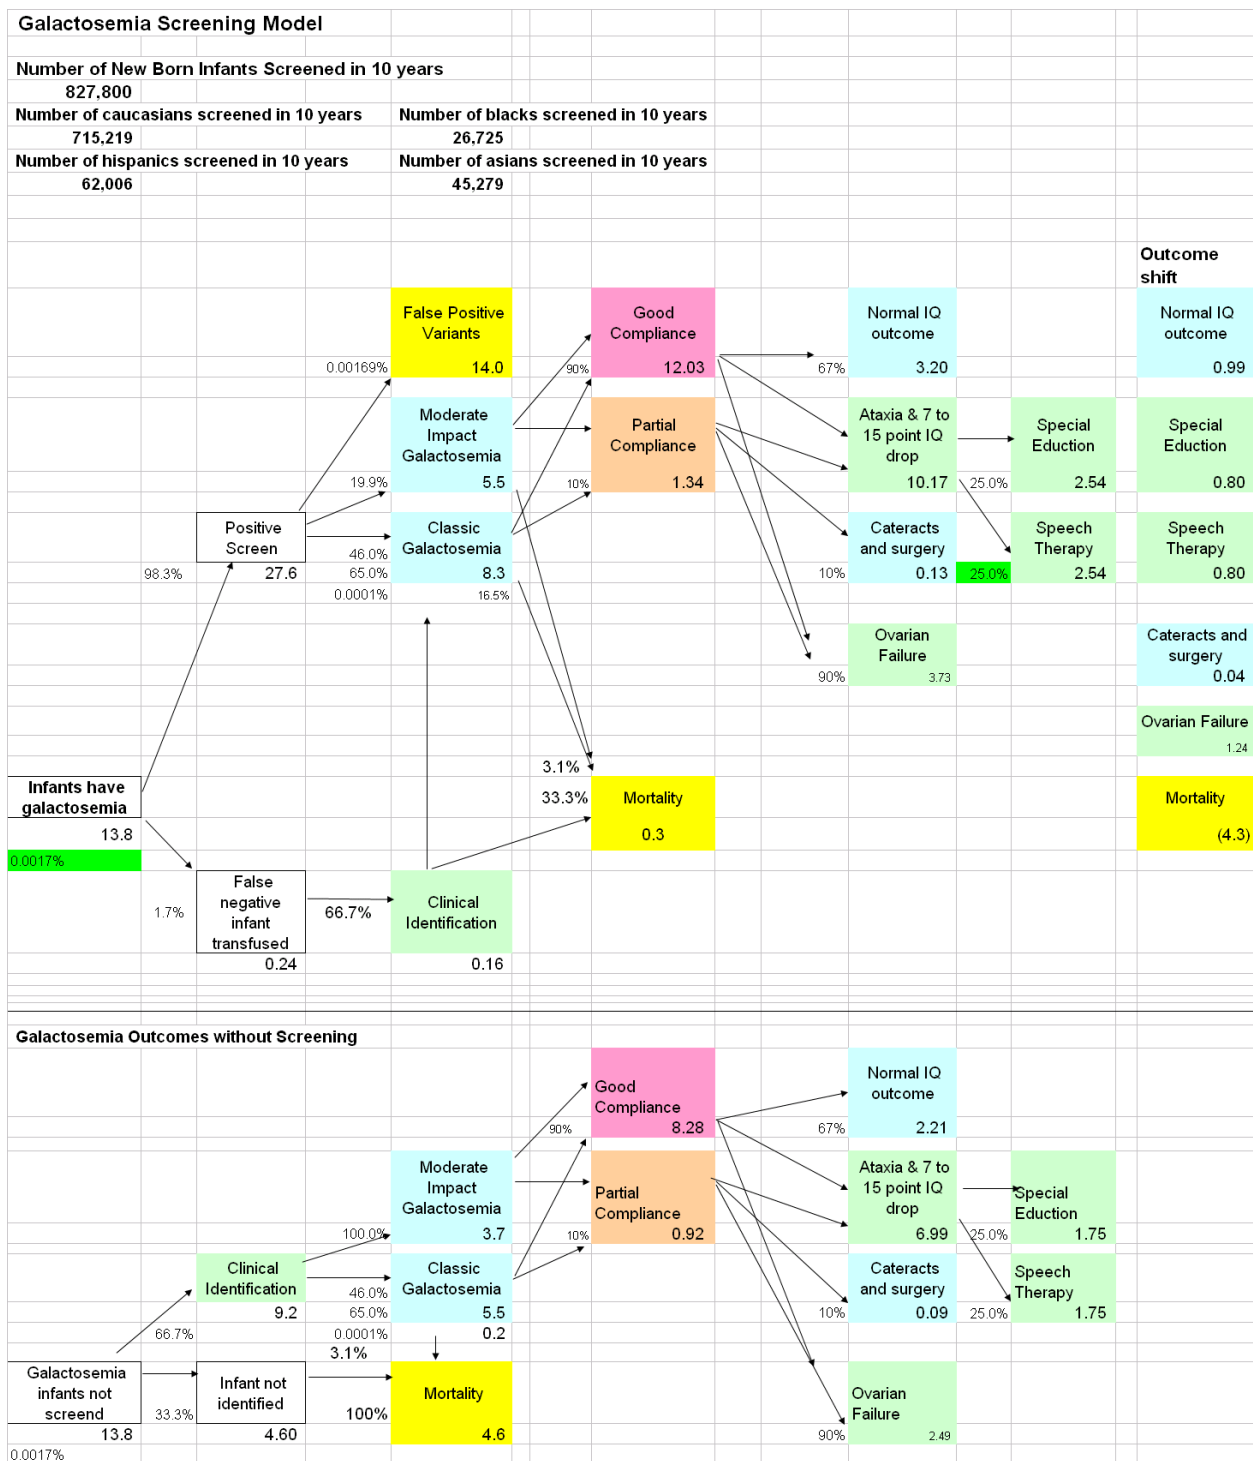 Galactosemia Screening Model
Number of New Born Infants Screened in 10 years
827,800
Number of caucasians screened in 10 years
Number of blacks screened in 10 years
715,219
26,725
Number of hispanics screened in 10 years
Number of asians screened in 10 years
62,006
45,279
Outcome
shift
False Positive
Variants
0.00169%
14.0
Good
Compliance
90%
12.03
Normal IQ
outcome
67%
3.20
Normal IQ
outcome
0.99
Moderate
Impact
Galactosemia
19.9%
5.5
Partial
Compliance
10%
1.34
Ataxia & 7 to
15 point IQ
drop
10.17
25.0%
Special
Eduction
2.54
Special
Eduction
0.80
Positive
Screen
98.3%
27.6
Classic
Galactosemia
46.0%
65.0%
8.3
0.0001%
16.5%
Cateracts
and surgery
10%
0.13
25.0%
Speech
Therapy
2.54
Speech
Therapy
0.80
Ovarian
Failure
90%
3.73
Cateracts and
surgery
0.04
Ovarian Failure
1.24
3.1%
33.3%
Mortality
0.3
Mortality
(4.3)
Infants have
galactosemia
13.8
0.0017%
1.7%
False
negative
infant
transfused
0.24
66.7%
Clinical
Identification
0.16
Galactosemia Outcomes without Screening
Good
Compliance
90%
8.28
Normal IQ
outcome
67%
2.21
Moderate
Impact
Galactosemia
100.0%
3.7
Partial
Compliance
10%
0.92
Ataxia & 7 to
15 point IQ
drop
6.99
25.0%
Special
Eduction
1.75
Clinical
Identification
9.2
66.7%
Classic
Galactosemia
46.0%
65.0%
5.5
0.0001%
0.2
3.1%
Cateracts
and surgery
10%
0.09
25.0%
Speech
Therapy
1.75
Galactosemia
infants not
screend
13.8
0.0017%
33.3%
Infant not
identified
4.60
100%
Mortality
4.6
Ovarian
Failure
90%
2.49